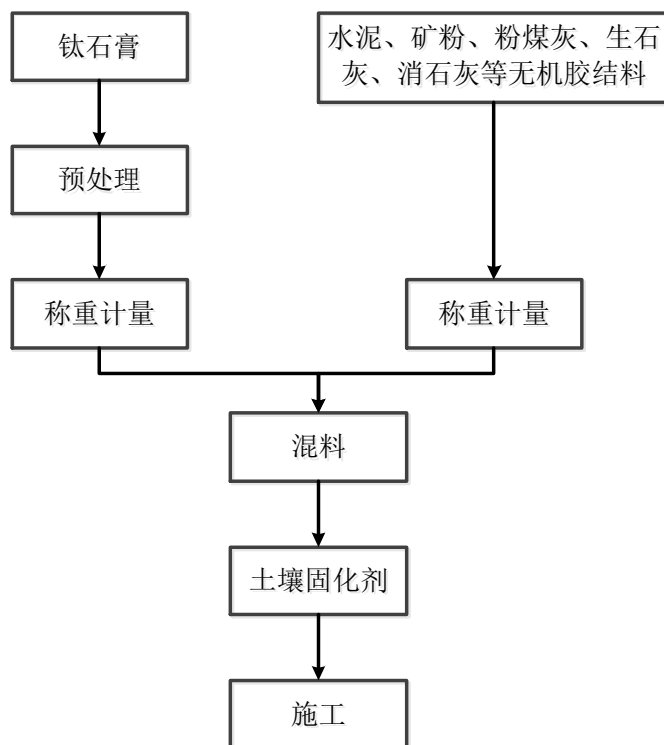 钛石膏
水泥、矿粉、粉煤灰、生石
灰、消石灰等无机胶结料
预处理
称重计量
称重计量
混料
土壤固化剂
施工